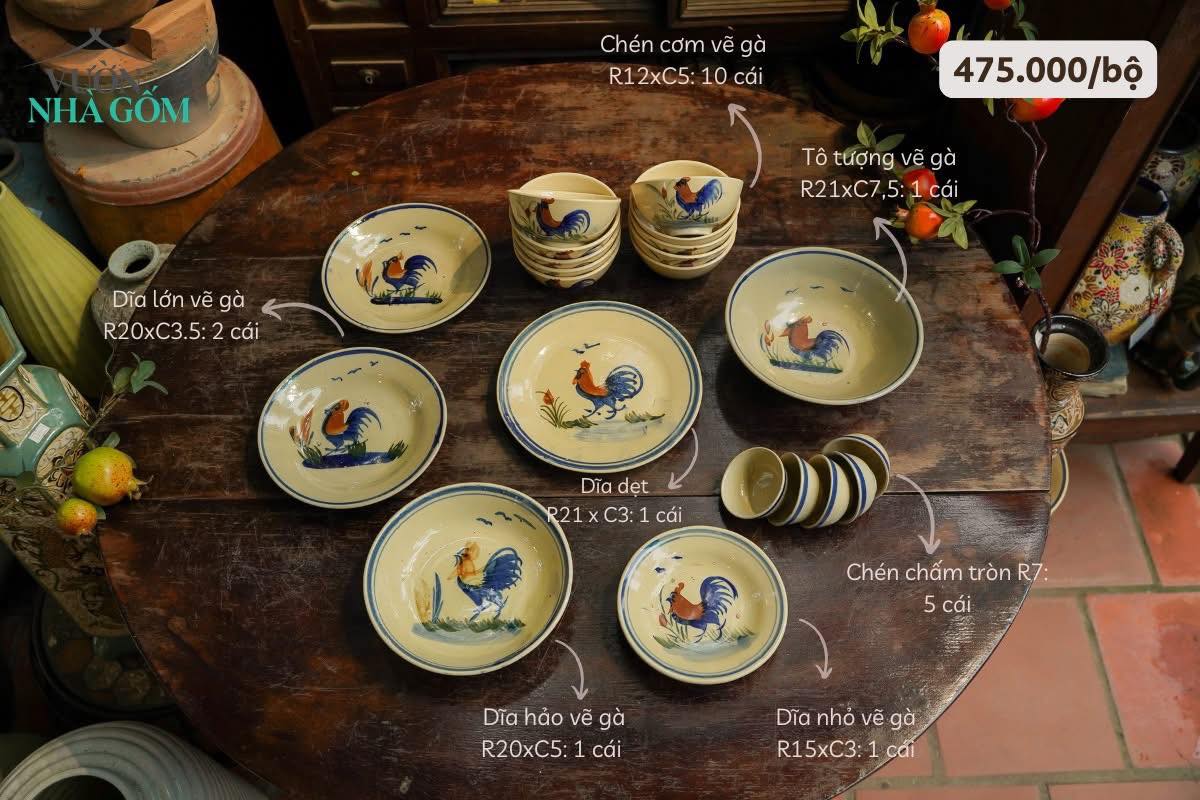 VƯỜN
NHÀ GỐM
Chén cơm vẽ gà
R12xC5: 10 cái
475.000/bộ
Tô tượng vẽ gà
R21xC7,5: 1 cái
Dĩa lớn vẽ gà
R20xC3.5: 2 cái
Dĩa dẹt
R21 x C3: 1 cái
Chén chấm tròn R7:
5 cái
Dĩa hảo vẽ gà
R20xC5: 1 cái
Dĩa nhỏ vẽ gà
R15xC3: 1 cái